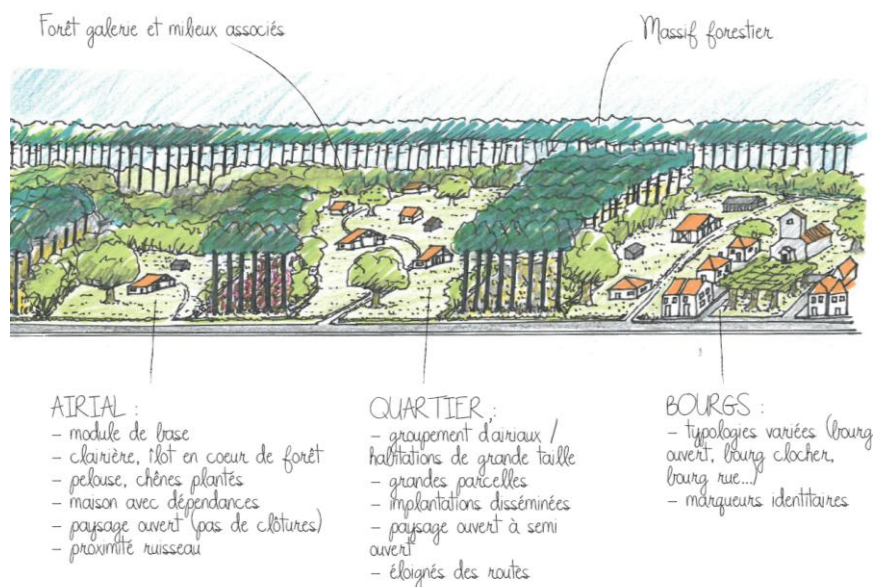 Forêt galerie et milieux associés
Massif forestier
AIRIAL :
- module de base
- clairière, îlot en coeur de forêt
- pelouse, chênes plantés
- maison avec dépendances
- paysage ouvert (pas de clôtures)
- proximité ruisseau
QUARTIER :
- groupement d'airiaux /
habitations de grande taille
- grandes parcelles
- implantations disséminées
- paysage ouvert à semi
ouvert
- éloignés des routes
BOURGS :
- typologies variées (bourg
ouvert, bourg clocher,
bourg rue...)
- marqueurs identitaires